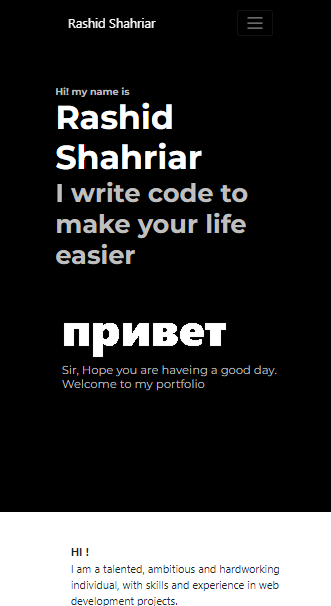 Rashid Shahriar
Hi! my name is
Rashid
Shahriar
I write code to
make your life
easier
привет
Sir, Hope you are haveing a good day.
Welcome to my portfolio
HI !
I am a talented, ambitious and hardworking
individual, with skills and experience in web
development projects.